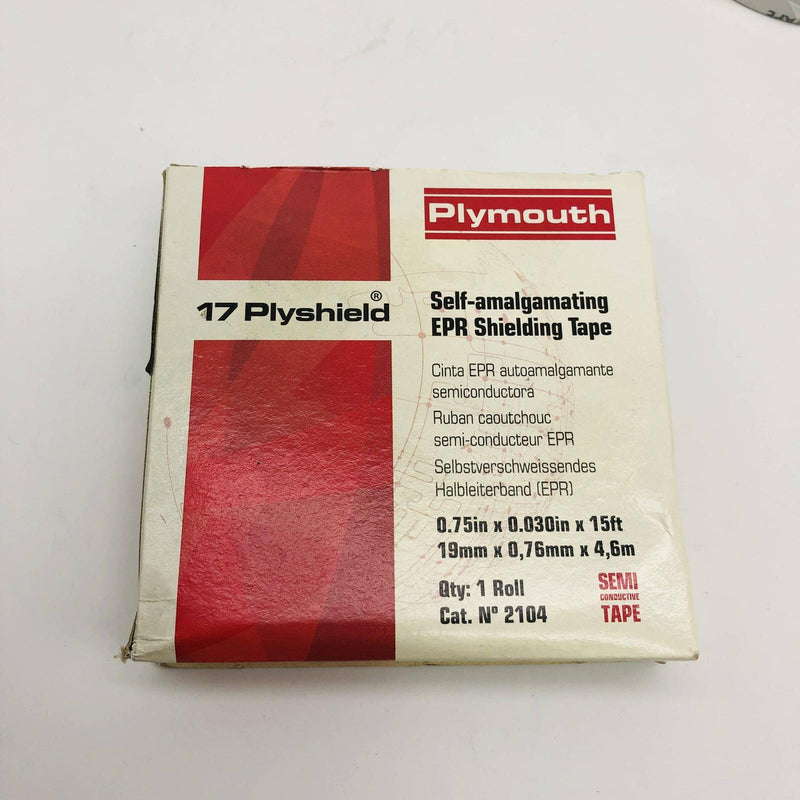 Plymouth
17 Plyshield®
Self-amalgamating
EPR Shielding Tape
Cinta EPR autoamalgamante
semiconductora
Ruban caoutchouc
semi-conducteur EPR
Selbstverschweissendes
Halbleiterband (EPR)
0.75in x 0.030in x 15ft
19mm x 0,76mm x 4,6m
Qty: 1 Roll
Cat. Nº 2104
SEMI
CONDUCTIVE
TAPE